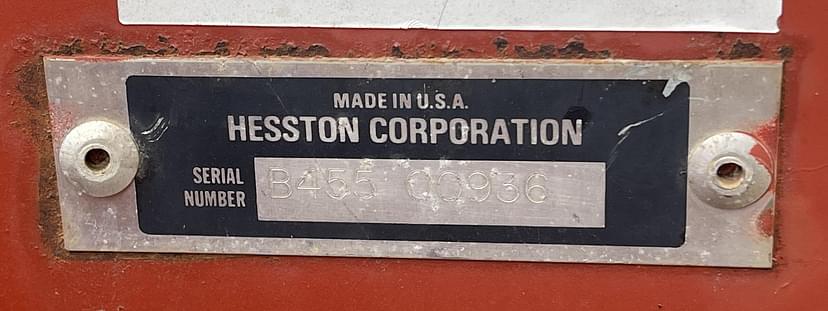 MADE IN U.S.A.
HESSTON CORPORATION
SERIAL
NUMBER
B455 00936